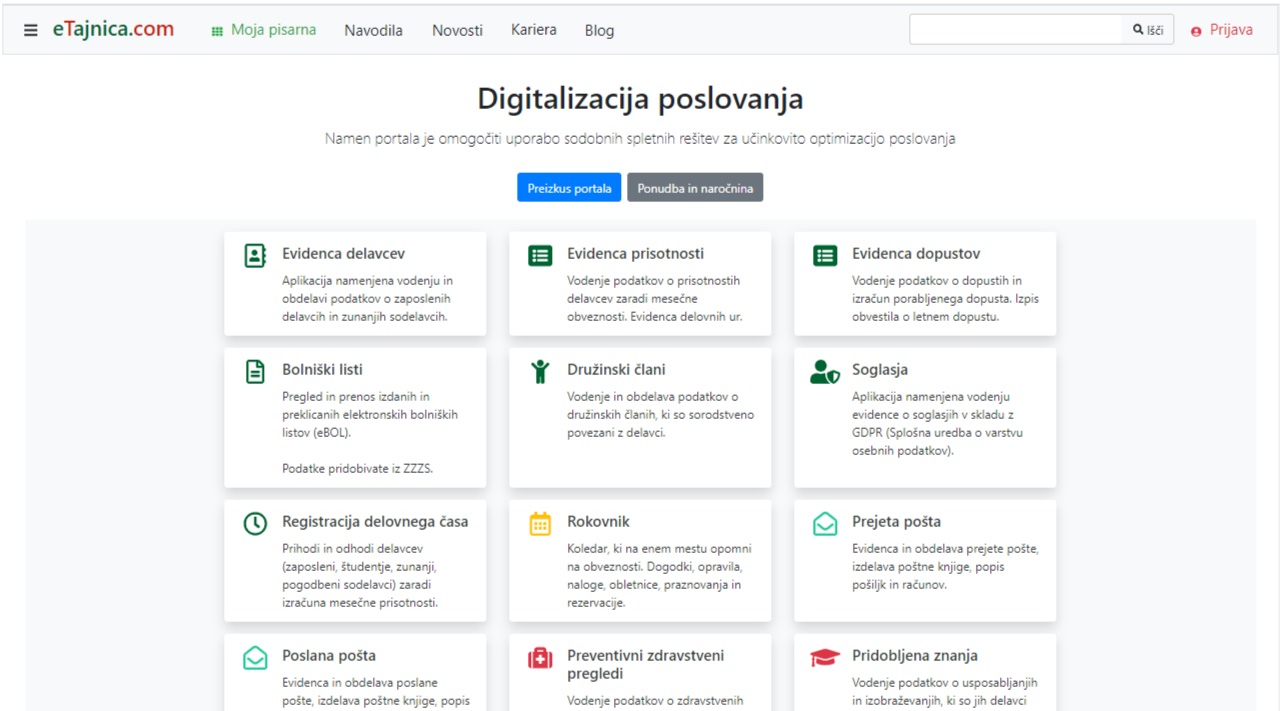 eTajnica.com
Moja pisarna
Navodila
Novosti
Kariera
Blog
Išči
Prijava
Digitalizacija poslovanja
Namen portala je omogočiti uporabo sodobnih spletnih rešitev za učinkovito optimizacijo poslovanja
Preizkus portala
Ponudba in naročnina
Evidenca delavcev
Aplikacija namenjena vodenju in
obdelavi podatkov o zaposlenih
delavcih in zunanjih sodelavcih.
Evidenca prisotnosti
Vodenje podatkov o prisotnostih
delavcev zaradi mesečne
obveznosti. Evidenca delovnih ur.
Evidenca dopustov
Vodenje podatkov o dopustih in
izračun porabljenega dopusta. Izpis
obvestila o letnem dopustu.
Bolniški listi
Pregled in prenos izdanih in
preklicanih elektronskih bolniških
listov (eBOL).
Podatke pridobivate iz ZZZS.
Družinski člani
Vodenje in obdelava podatkov o
družinskih članih, ki so sorodstveno
povezani z delavci.
Soglasja
Aplikacija namenjena vodenju
evidence o soglasjih v skladu z
GDPR (Splošna uredba o varstvu
osebnih podatkov).
Registracija delovnega časa
Prihodi in odhodi delavcev
(zaposleni, študentje, zunanji,
pogodbeni sodelavci) zaradi
izračuna mesečne prisotnosti.
Rokovnik
Koledar, ki na enem mestu opomni
na obveznosti. Dogodki, opravila,
naloge, obletnice, praznovanja in
rezervacije.
Prejeta pošta
Evidenca in obdelava prejete pošte,
izdelava poštne knjige, popis
pošiljk in računov.
Poslana pošta
Evidenca in obdelava poslane
pošte, izdelava poštne knjige, popis
Preventivni zdravstveni
pregledi
Vodenje podatkov o zdravstvenih
Pridobljena znanja
Vodenje podatkov o usposabljanjih
in izobraževanjih, ki so jih delavci